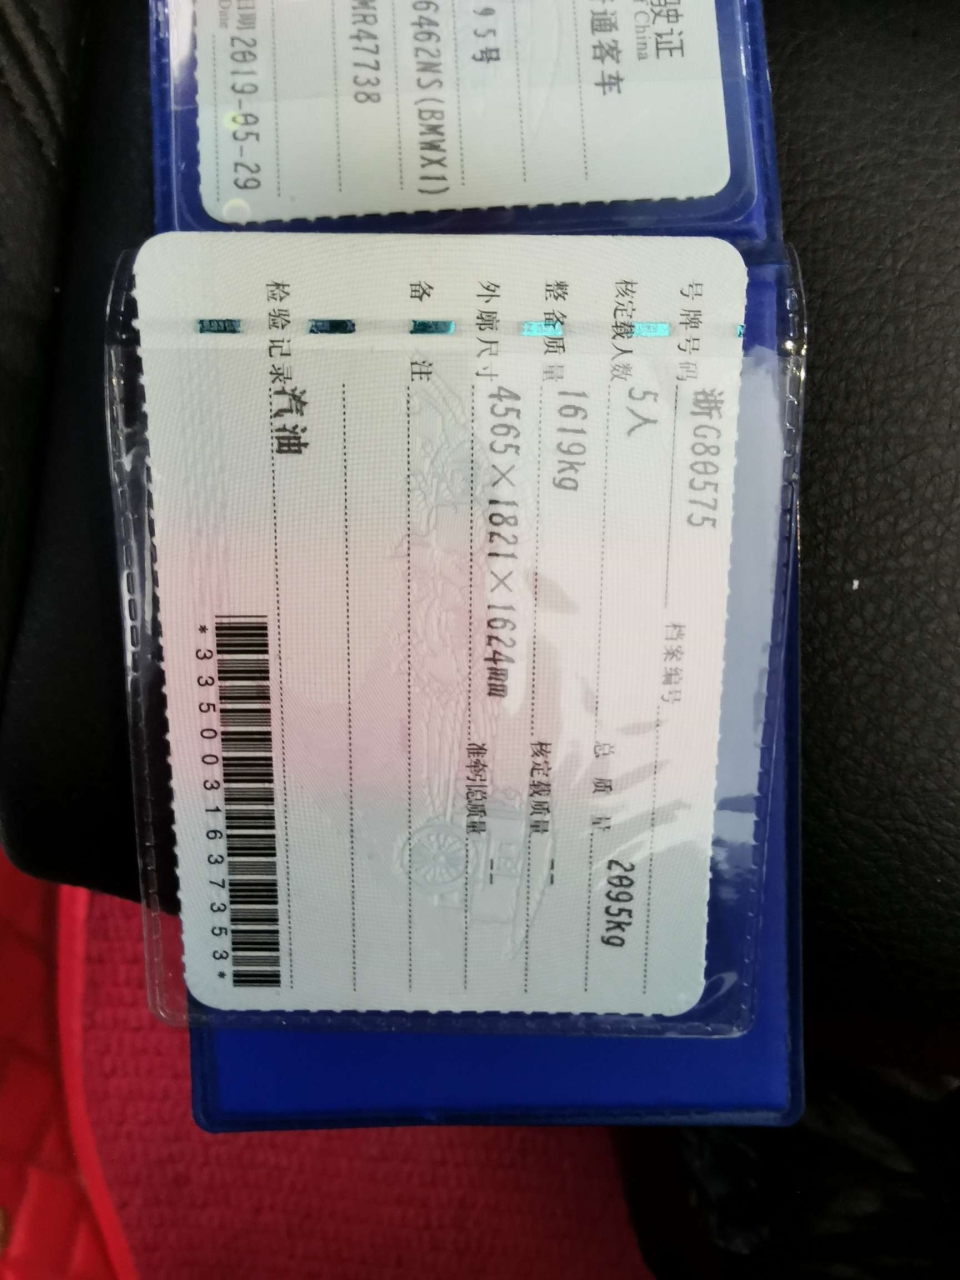 驶证
China
通客车
95号
6462NS(BMWX1)
MR47738
日期 2019-05-29
号牌号码 浙G80575 档案编号
核定载人数 5人 总质量 2095kg
整备质量 1619kg 核定载质量 --
外廓尺寸 4565×1821×1624mm 准牵引总质量 --
备注
检验记录 汽油
*3350031637353*